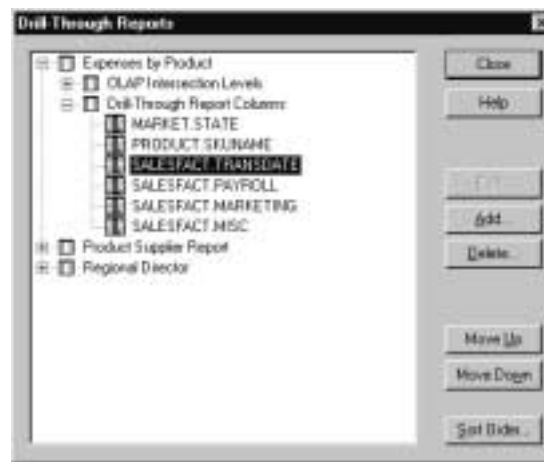 Drill-Through Reports
Expenses by Product
OLAP Intersection Levels
Drill-Through Report Columns
MARKET.STATE
PRODUCT.SKUNAME
SALESFACT.TRANSDATE
SALESFACT.PAYROLL
SALESFACT.MARKETING
SALESFACT.MISC
Product Supplier Report
Regional Director
Close
Help
Add...
Delete...
Move Up
Move Down
Sort Order...